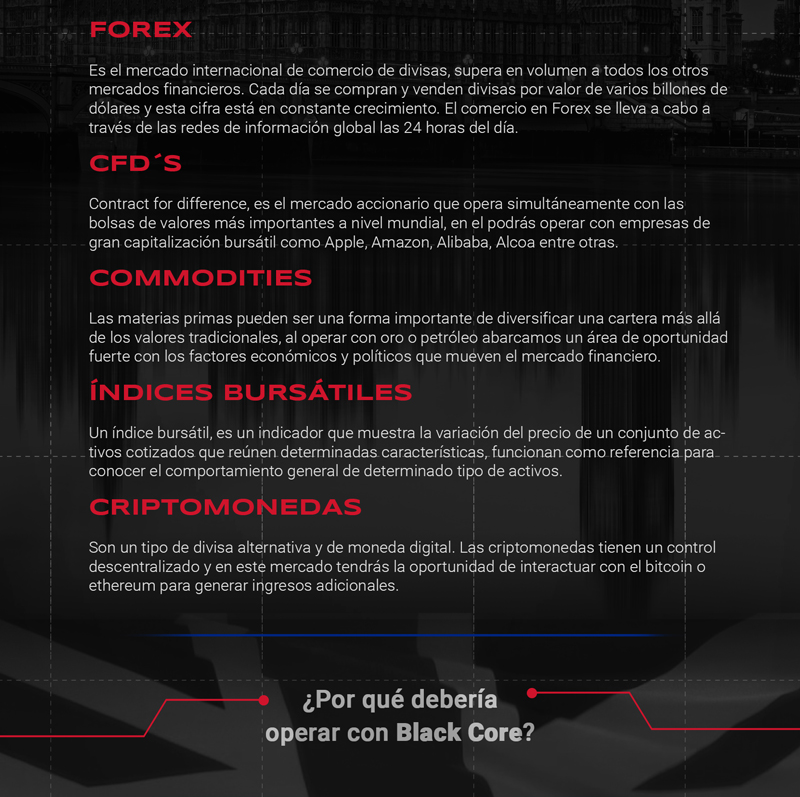 FOREX
Es el mercado internacional de comercio de divisas, supera en volumen a todos los otros
mercados financieros. Cada día se compran y venden divisas por valor de varios billones de
dólares y esta cifra está en constante crecimiento. El comercio en Forex se lleva a cabo a
través de las redes de información global las 24 horas del día.
CFD´S
Contract for difference, es el mercado accionario que opera simultáneamente con las
bolsas de valores más importantes a nivel mundial, en el podrás operar con empresas de
gran capitalización bursátil como Apple, Amazon, Alibaba, Alcoa entre otras.
COMMODITIES
Las materias primas pueden ser una forma importante de diversificar una cartera más allá
de los valores tradicionales, al operar con oro o petróleo abarcamos un área de oportunidad
fuerte con los factores económicos y políticos que mueven el mercado financiero.
ÍNDICES BURSÁTILES
Un índice bursátil, es un indicador que muestra la variación del precio de un conjunto de ac-
tivos cotizados que reúnen determinadas características, funcionan como referencia para
conocer el comportamiento general de determinado tipo de activos.
CRIPTOMONEDAS
Son un tipo de divisa alternativa y de moneda digital. Las criptomonedas tienen un control
descentralizado y en este mercado tendrás la oportunidad de interactuar con el bitcoin o
ethereum para generar ingresos adicionales.
¿Por qué debería
operar con Black Core?